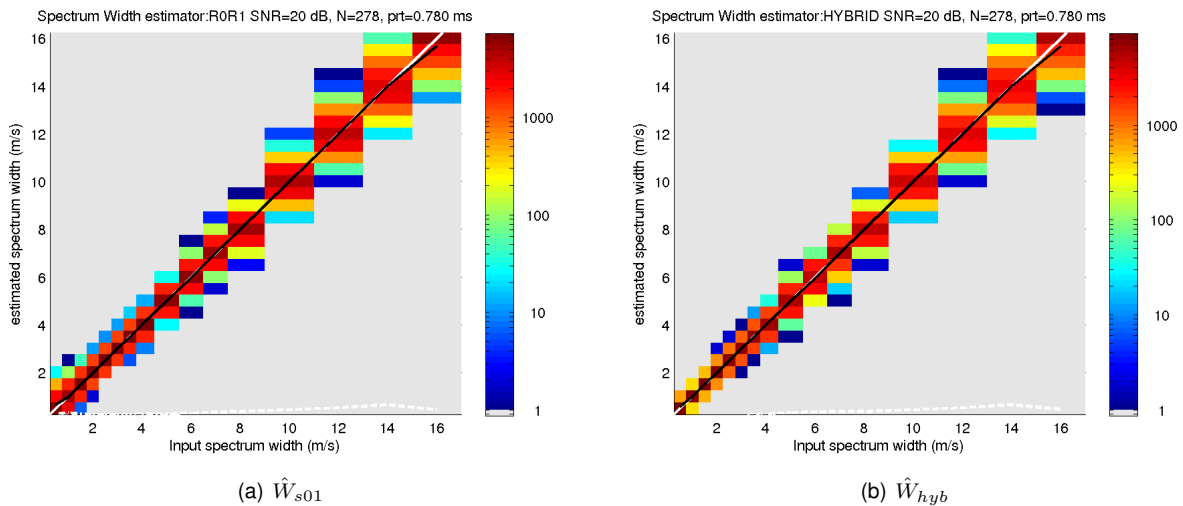 Spectrum Width estimator:R0R1 SNR=20 dB, N=278, prt=0.780 ms
16
14
12
10
8
6
4
2
estimated spectrum width (m/s)
2 4 6 8 10 12 14 16
Input spectrum width (m/s)
1000
100
10
1
(a) Ŵ_{s01}
Spectrum Width estimator:HYBRID SNR=20 dB, N=278, prt=0.780 ms
16
14
12
10
8
6
4
2
estimated spectrum width (m/s)
2 4 6 8 10 12 14 16
Input spectrum width (m/s)
1000
100
10
1
(b) Ŵ_{hyb}